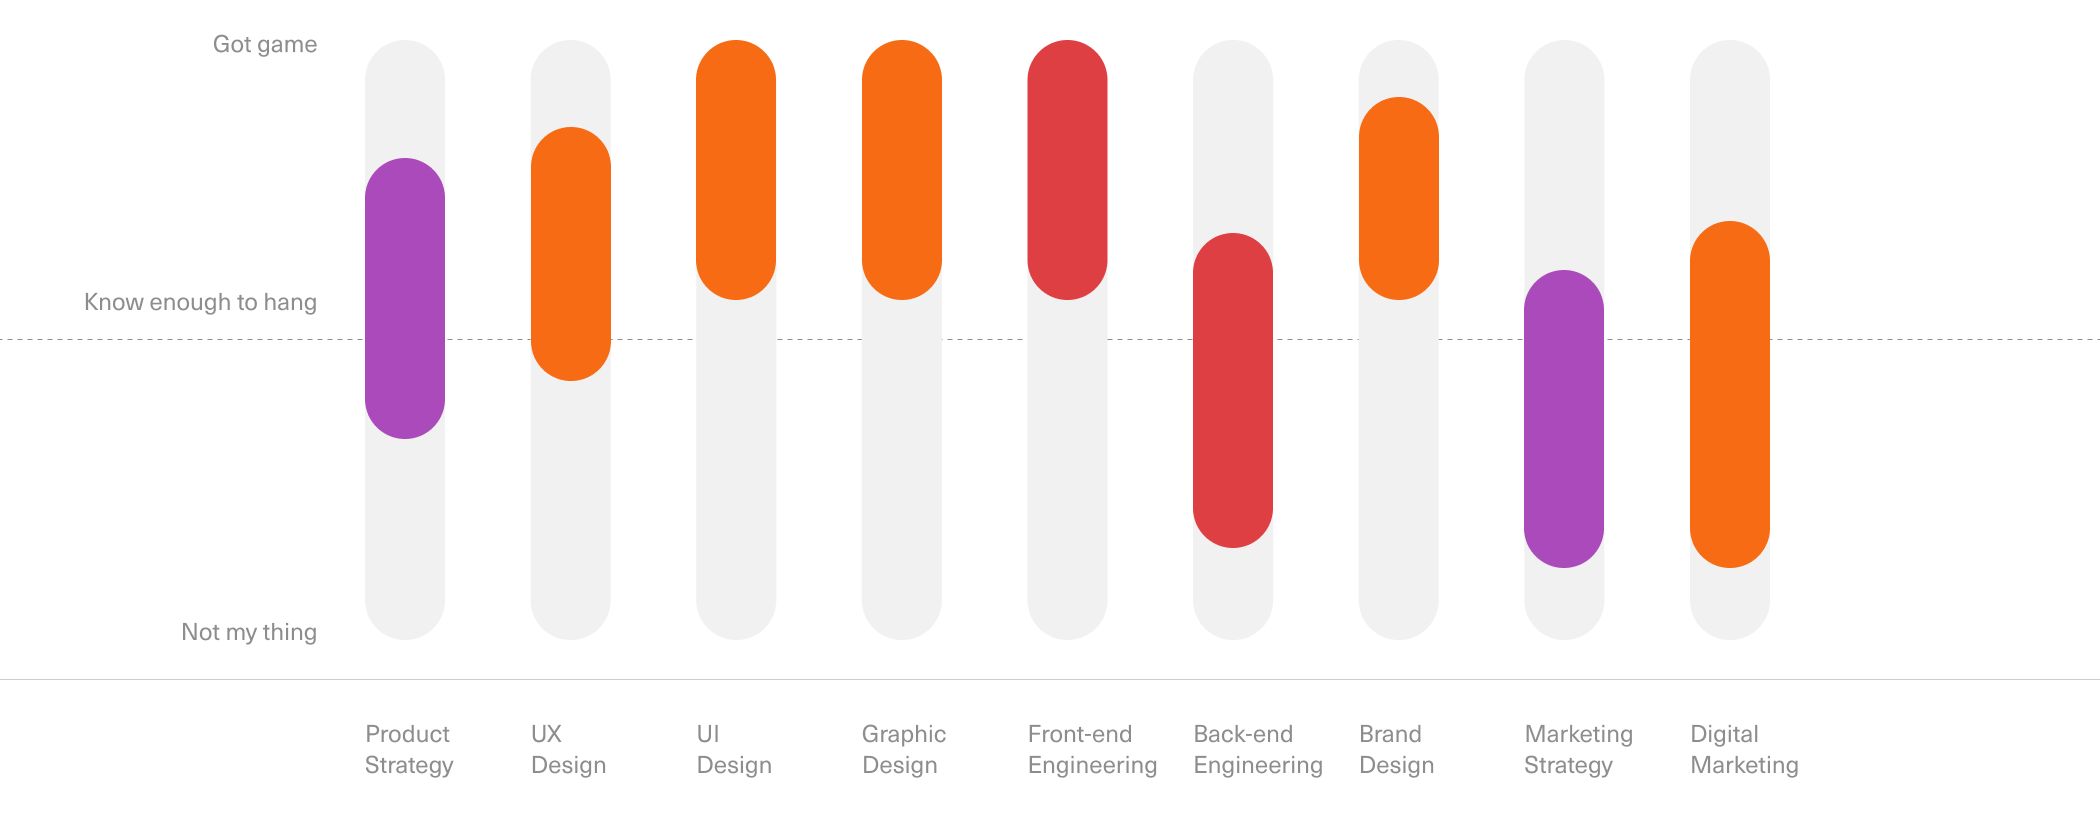 Got game
Know enough to hang
Not my thing
Product
Strategy
UX
Design
UI
Design
Graphic
Design
Front-end
Engineering
Back-end
Engineering
Brand
Design
Marketing
Strategy
Digital
Marketing